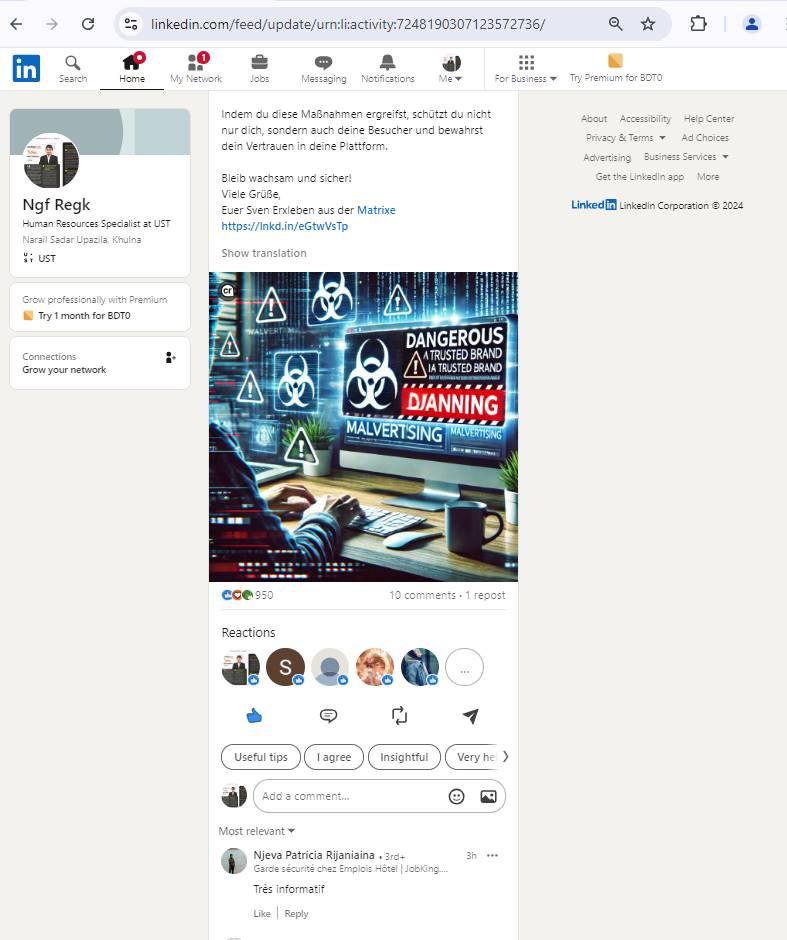 linkedin.com/feed/update/urn:li:activity:7248190307123572736/
in
Search
Home
1
My Network
Jobs
Messaging
Notifications
Me
For Business
Try Premium for BDT0
Ngf Regk
Human Resources Specialist at UST
Narail Sadar Upazila, Khulna
UST
Grow professionally with Premium
Try 1 month for BDT0
Connections
Grow your network
Indem du diese Maßnahmen ergreifst, schützt du nicht
nur dich, sondern auch deine Besucher und bewahrst
dein Vertrauen in deine Plattform.
Bleib wachsam und sicher!
Viele Grüße,
Euer Sven Erxleben aus der Matrixe
https://lnkd.in/eGtwVsTp
Show translation
cr
DANGEROUS
A TRUSTED BRAND
IA TRUSTED BRAND
DJANNING
MALVERTSING
MALVERTISING
950
10 comments • 1 repost
Reactions
S
...
Useful tips
I agree
Insightful
Very hel
Add a comment...
Most relevant
Njeva Patricia Rijaniaina • 3rd+
3h
Garde sécurité chez Emplois Hôtel | JobKing....
Très informatif
Like
Reply
About
Accessibility
Help Center
Privacy & Terms
Ad Choices
Advertising
Business Services
Get the LinkedIn app
More
LinkedIn LinkedIn Corporation © 2024